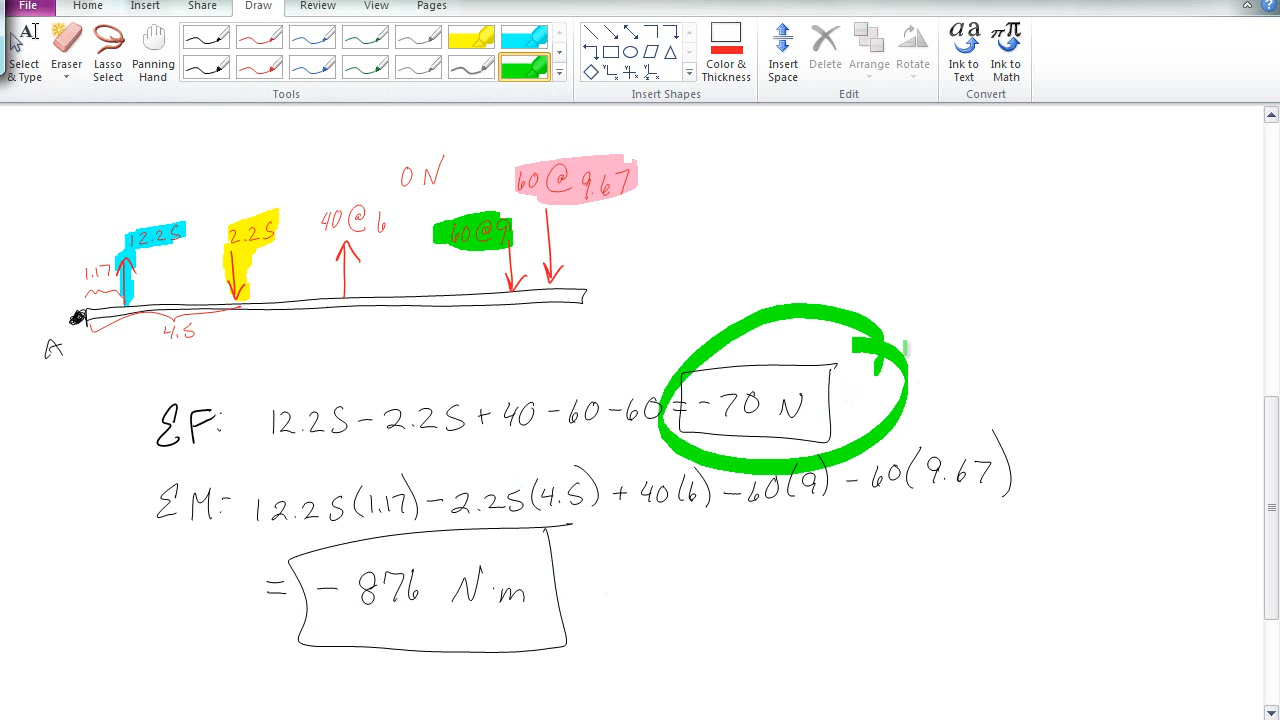 File Home Insert Share Draw Review View Pages
Select & Type
Eraser
Lasso Select
Panning Hand
Color & Thickness
Insert Space
Delete
Arrange
Rotate
Ink to Text
Ink to Math
Tools Insert Shapes Edit Convert
0 N
60 @ 9.67
12.25
2.25
40 @ 6
60 @ 9
1.17
4.5
A
ΣF: 12.25 - 2.25 + 40 - 60 - 60 = -70 N
ΣM: 12.25(1.17) - 2.25(4.5) + 40(6) - 60(9) - 60(9.67)
= - 876 N·m